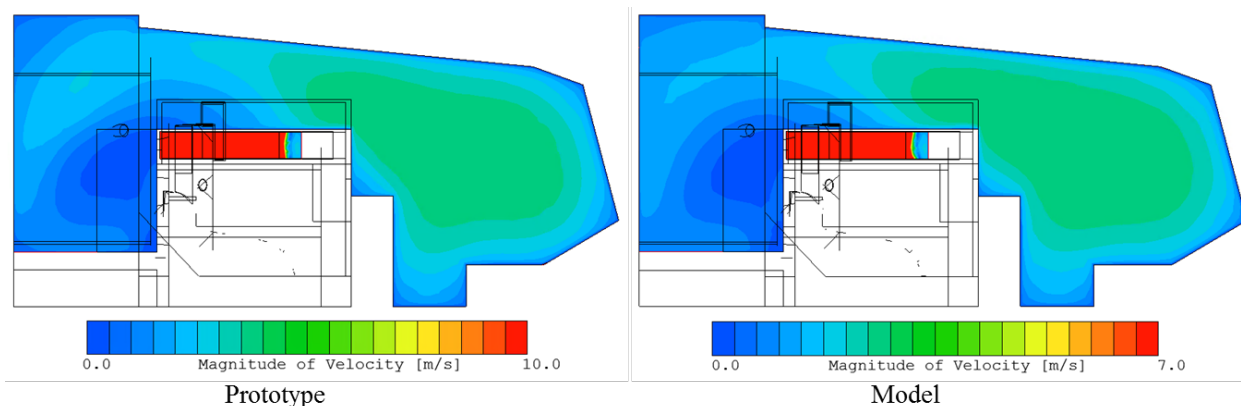 0.0 Magnitude of Velocity [m/s] 10.0
Prototype
0.0 Magnitude of Velocity [m/s] 7.0
Model